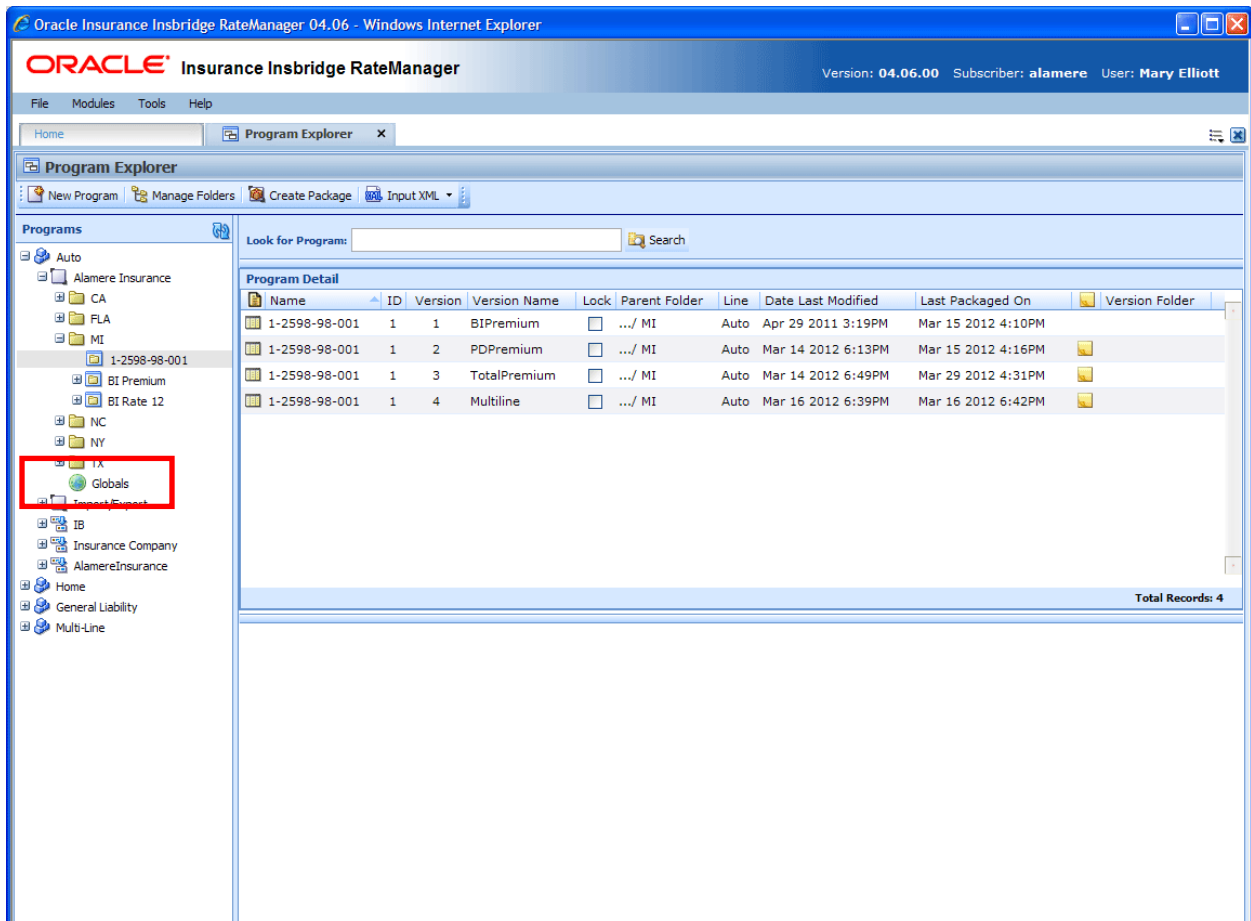 Oracle Insurance Insbridge RateManager 04.06 - Windows Internet Explorer
ORACLE Insurance Insbridge RateManager
Version: 04.06.00 Subscriber: alamere User: Mary Elliott
File Modules Tools Help
Home
Program Explorer
Program Explorer
New Program Manage Folders Create Package Input XML
Programs
Auto
Alamere Insurance
CA
FLA
MI
1-2598-98-001
BI Premium
BI Rate 12
NC
NY
TX
Globals
Import/Export
IB
Insurance Company
AlamereInsurance
Home
General Liability
Multi-Line
Look for Program: Search
Program Detail
Name ID Version Version Name Lock Parent Folder Line Date Last Modified Last Packaged On Version Folder
1-2598-98-001 1 1 BIPremium .../ MI Auto Apr 29 2011 3:19PM Mar 15 2012 4:10PM
1-2598-98-001 1 2 PDPremium .../ MI Auto Mar 14 2012 6:13PM Mar 15 2012 4:16PM
1-2598-98-001 1 3 TotalPremium .../ MI Auto Mar 14 2012 6:49PM Mar 29 2012 4:31PM
1-2598-98-001 1 4 Multiline .../ MI Auto Mar 16 2012 6:39PM Mar 16 2012 6:42PM
Total Records: 4